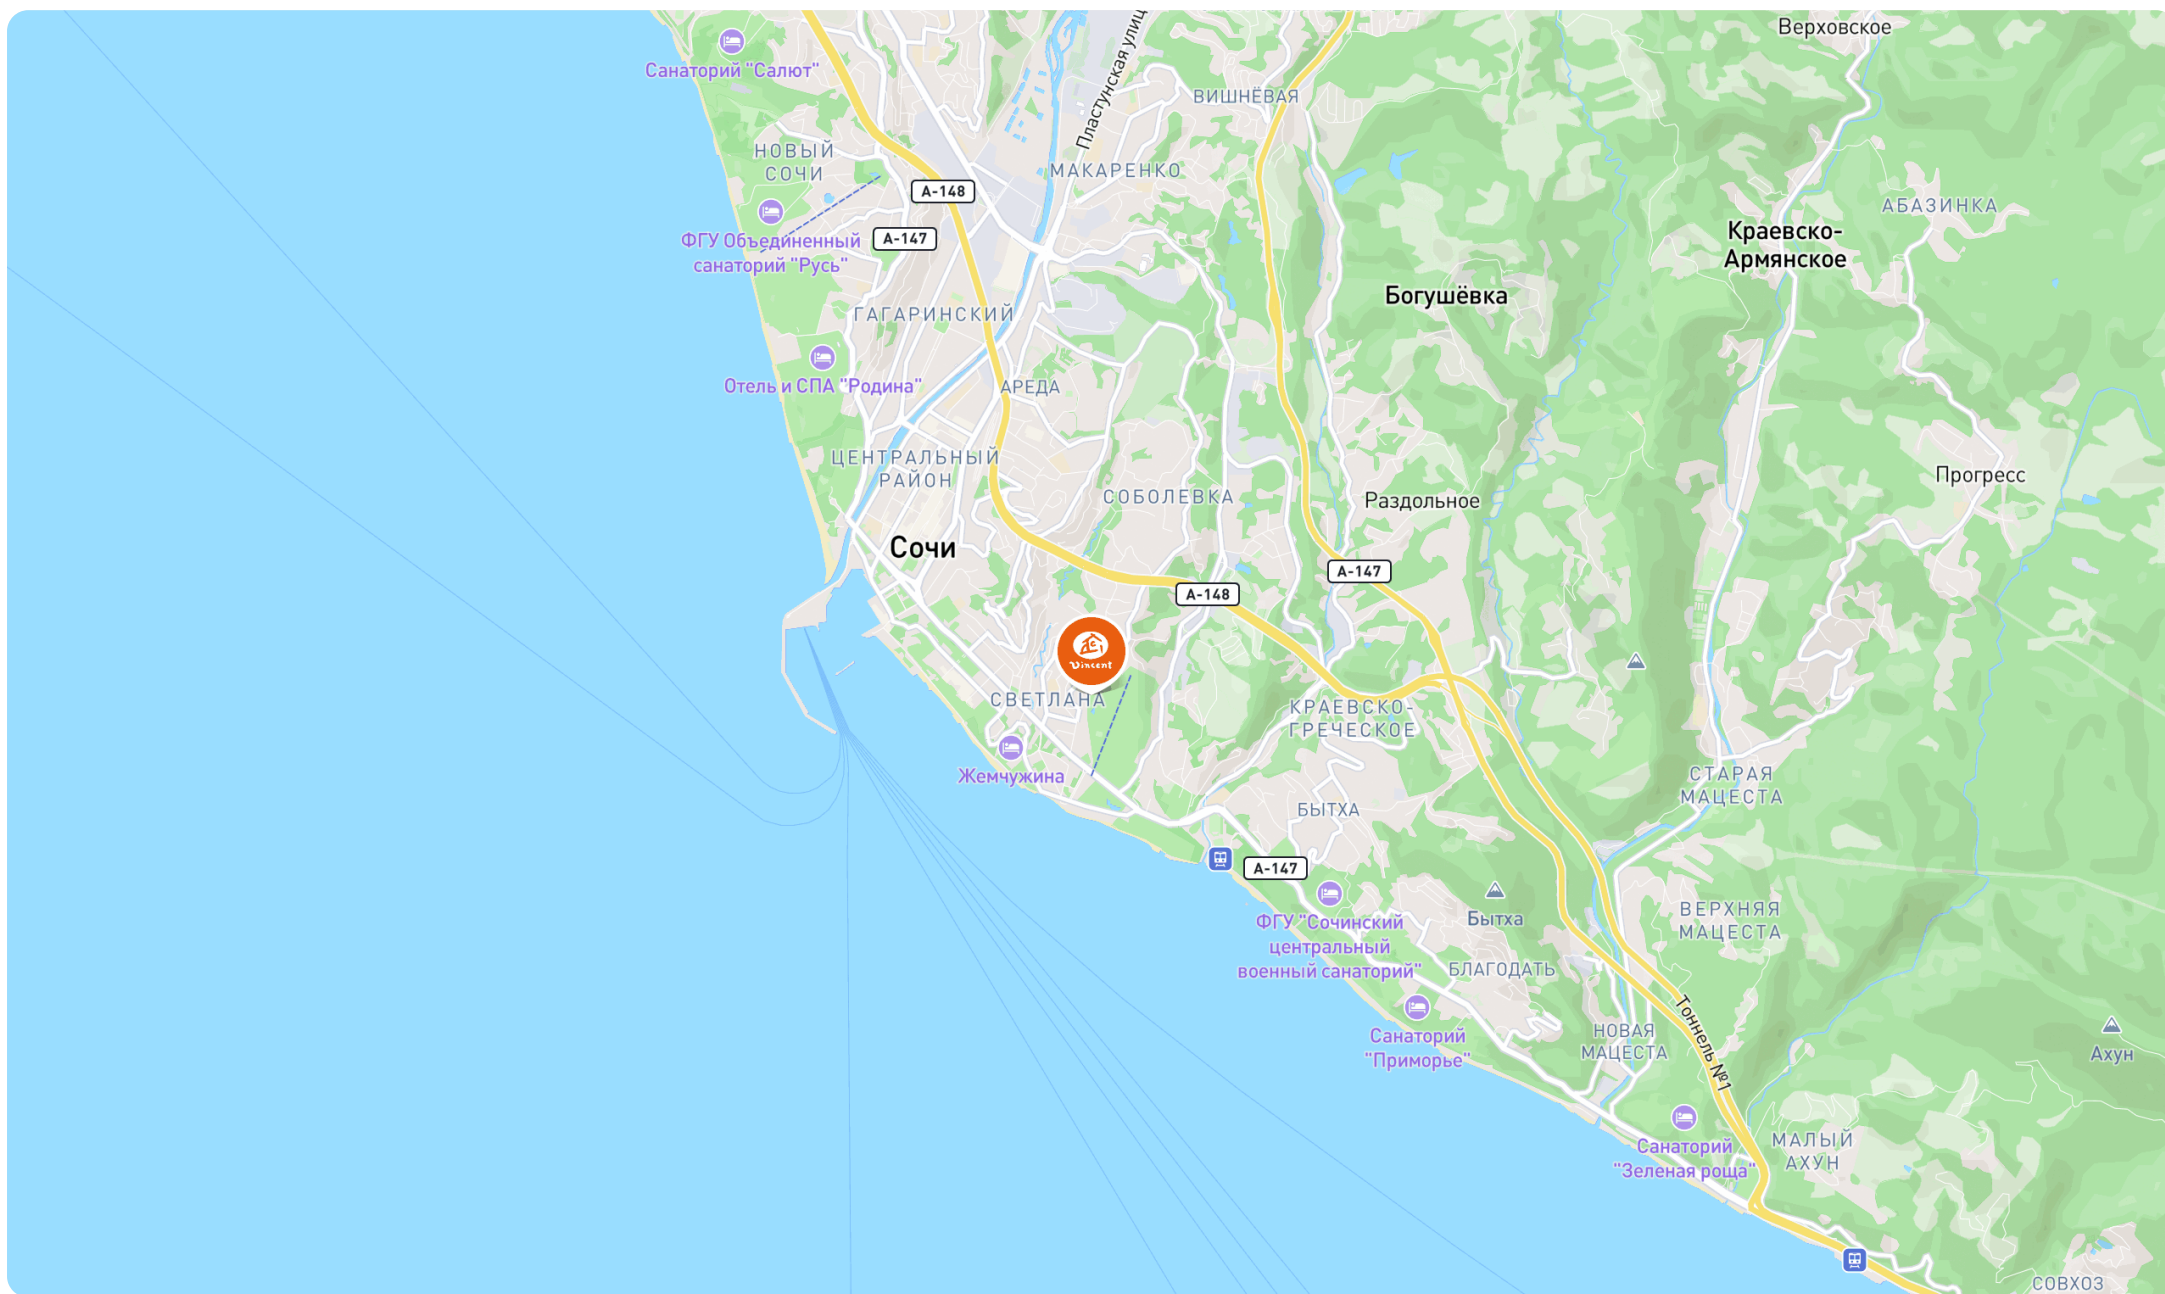 Верховское
Санаторий "Салют"
Пластунская улиц
ВИШНЁВАЯ
НОВЫЙ
СОЧИ
МАКАРЕНКО
А-148
АБАЗИНКА
ФГУ Объединенный
санаторий "Русь"
А-147
Краевско-
Армянское
Богушёвка
ГАГАРИНСКИЙ
Отель и СПА "Родина"
АРЕДА
ЦЕНТРАЛЬНЫЙ
РАЙОН
СОБОЛЕВКА
Раздольное
Прогресс
Сочи
А-147
А-148
Vincent
СВЕТЛАНА
КРАЕВСКО-
ГРЕЧЕСКОЕ
Жемчужина
СТАРАЯ
МАЦЕСТА
БЫТХА
А-147
ФГУ "Сочинский
центральный
военный санаторий"
Бытха
ВЕРХНЯЯ
МАЦЕСТА
БЛАГОДАТЬ
Санаторий
"Приморье"
НОВАЯ
МАЦЕСТА
Тоннель №1
Ахун
Санаторий
"Зеленая роща"
МАЛЫЙ
АХУН
СОВХОЗ